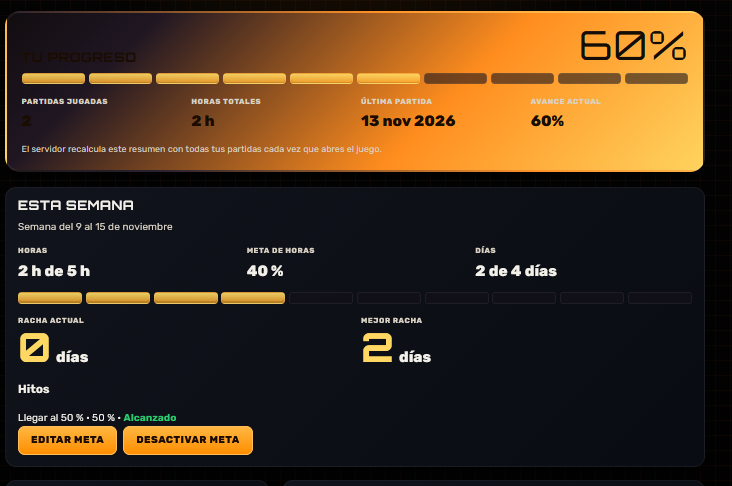 TU PROGRESO
60%
PARTIDAS JUGADAS HORAS TOTALES ÚLTIMA PARTIDA AVANCE ACTUAL
2 2 h 13 nov 2026 60%
El servidor recalcula este resumen con todas tus partidas cada vez que abres el juego.
ESTA SEMANA
Semana del 9 al 15 de noviembre
HORAS META DE HORAS DÍAS
2 h de 5 h 40 % 2 de 4 días
RACHA ACTUAL MEJOR RACHA
0 días 2 días
Hitos
Llegar al 50 % • 50 % • Alcanzado
EDITAR META DESACTIVAR META